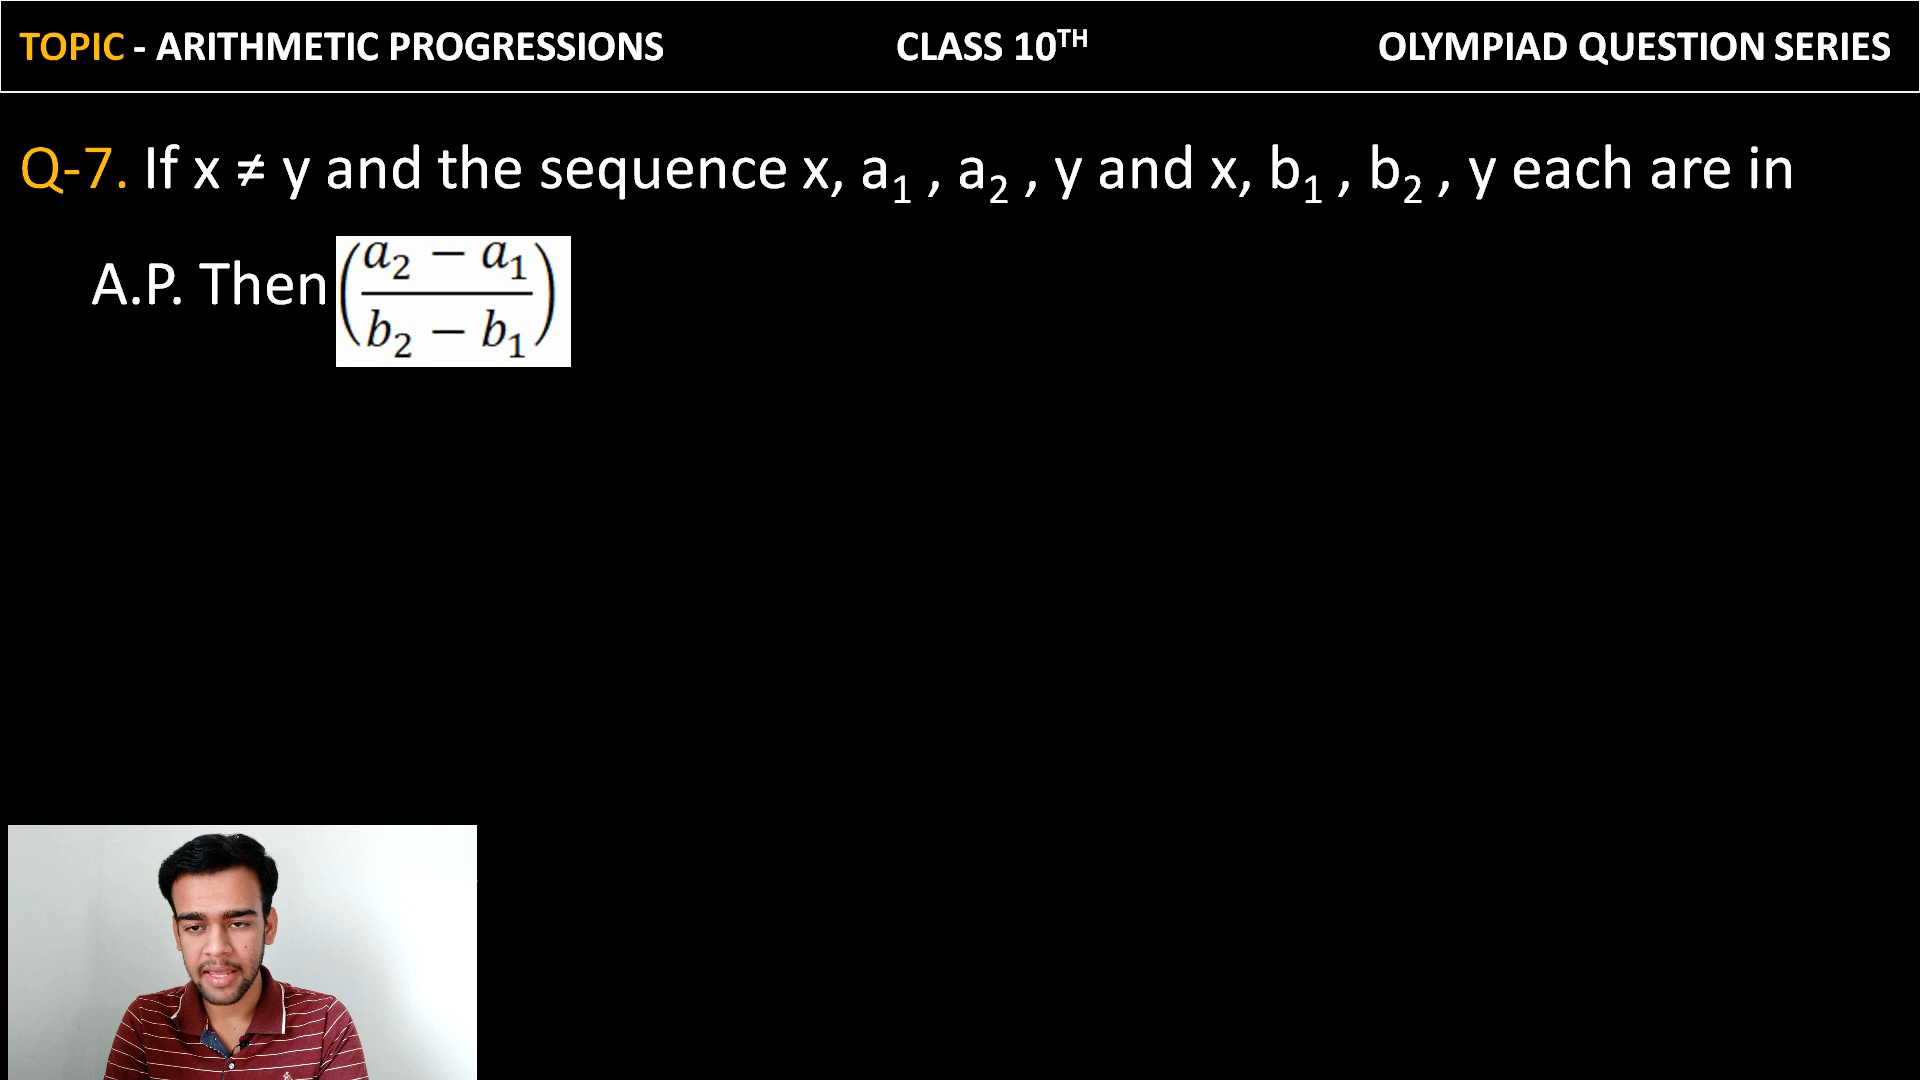 TOPIC - ARITHMETIC PROGRESSIONS CLASS 10TH OLYMPIAD QUESTION SERIES
Q-7. If x ≠ y and the sequence x, a₁ , a₂ , y and x, b₁ , b₂ , y each are in
A.P. Then (a₂ − a₁ / b₂ − b₁)